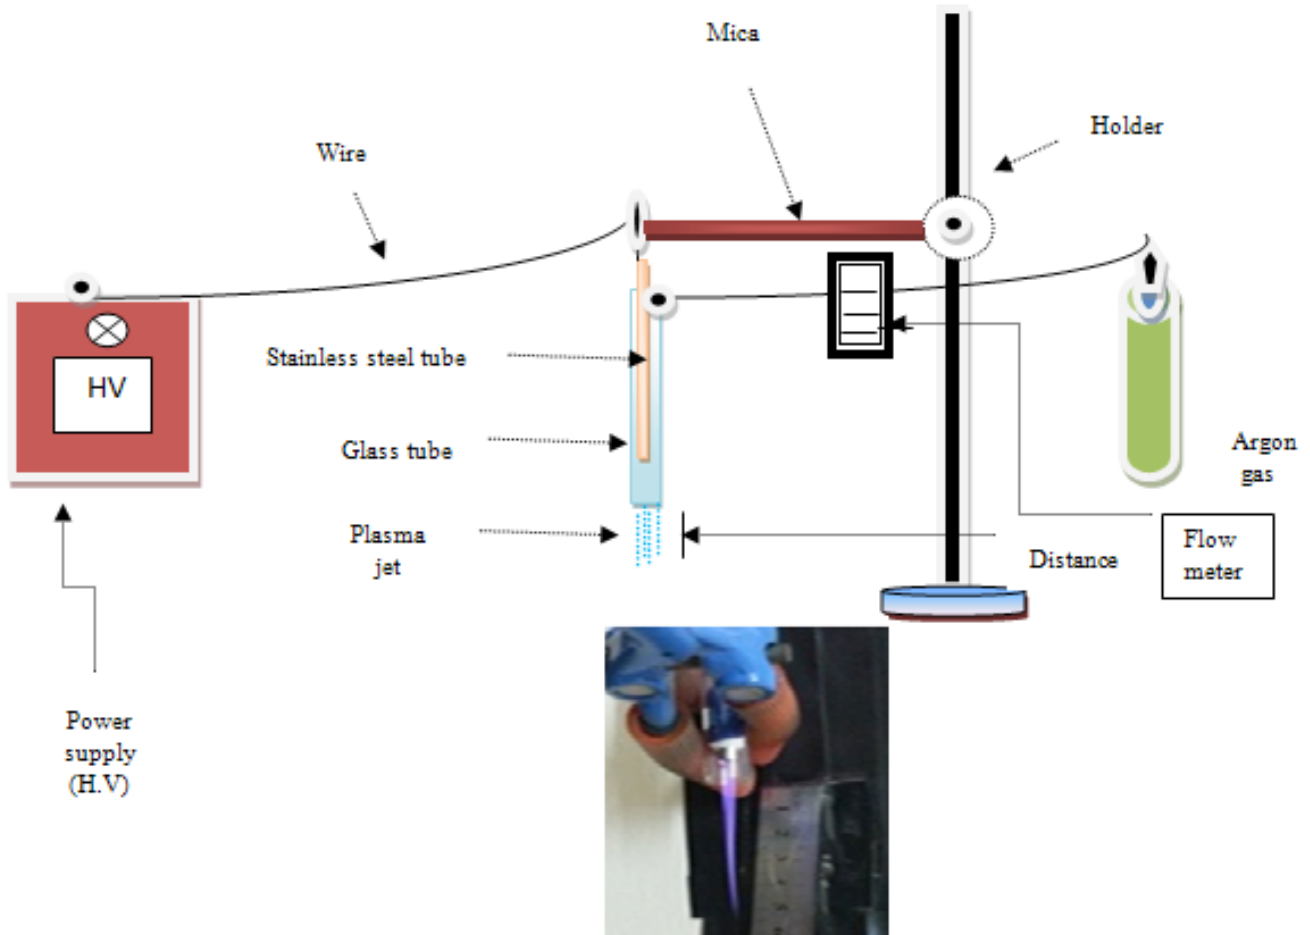 Mica
Holder
Wire
HV
Stainless steel tube
Glass tube
Argon
gas
Plasma
jet
Distance
Flow
meter
Power
supply
(H.V)